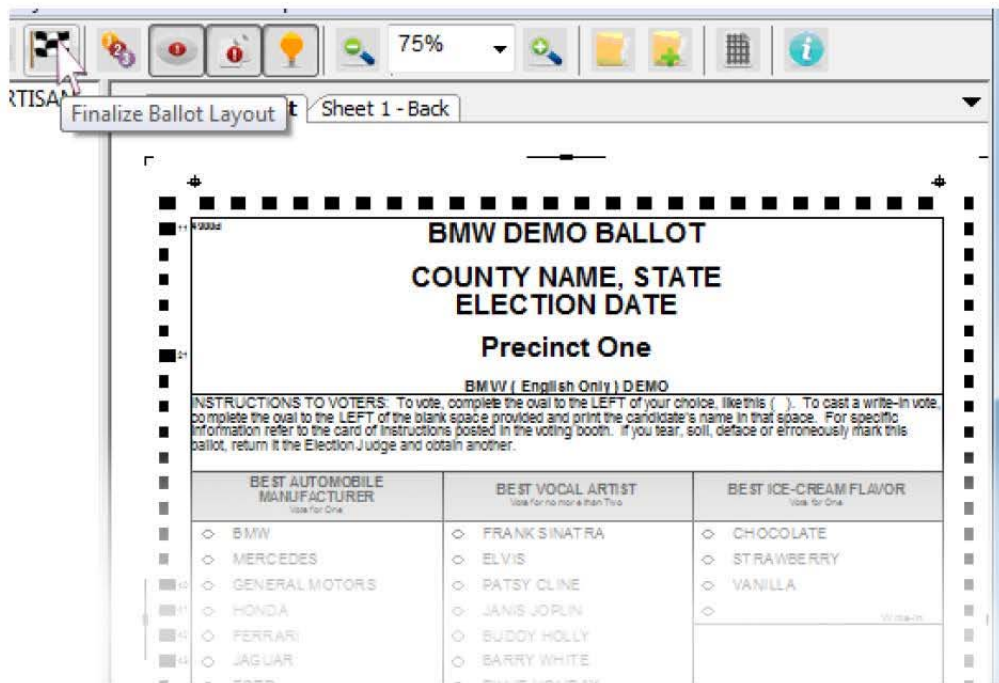 75%
RTISAN
Finalize Ballot Layout
Sheet 1 - Back
11
21
BMW DEMO BALLOT
COUNTY NAME, STATE
ELECTION DATE
Precinct One
BMW ( English Only ) DEMO
INSTRUCTIONS TO VOTERS: To vote, complete the oval to the LEFT of your choice, like this ( ). To cast a write-in vote,
complete the oval to the LEFT of the blank space provided and print the candidate's name in that space. For specific
information refer to the card of instructions posted in the voting booth. If you tear, soil, deface or erroneously mark this
ballot, return it the Election Judge and obtain another.
BEST AUTOMOBILE
MANUFACTURER
Vote for One
BMW
MERCEDES
GENERAL MOTORS
HONDA
FERRARI
JAGUAR
FORD
BEST VOCAL ARTIST
Vote for no more than Two
FRANK SINATRA
ELVIS
PATSY CLINE
JANIS JOPLIN
BUDDY HOLLY
BARRY WHITE
BEST ICE-CREAM FLAVOR
Vote for One
CHOCOLATE
STRAWBERRY
VANILLA
Write-in